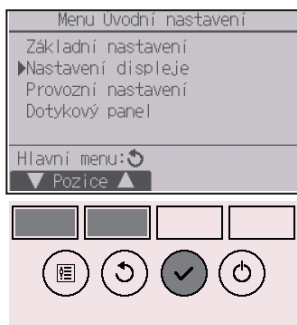 Menu Úvodní nastavení
Základní nastavení
▶Nastavení displeje
Provozní nastavení
Dotykový panel
Hlavní menu:↺
▼ Pozice ▲